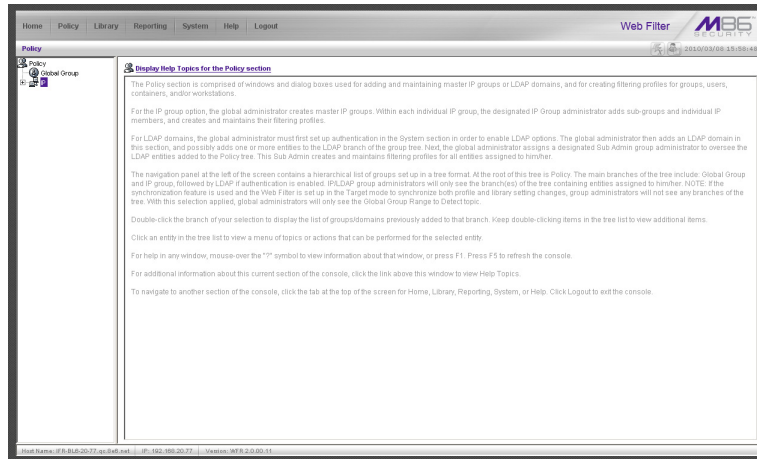 Home Policy Library Reporting System Help Logout Web Filter M86 SECURITY
Policy 2010/03/08 15:56:48
Policy
Global Group
IP
Display Help Topics for the Policy section
The Policy section is comprised of windows and dialog boxes used for adding and maintaining master IP groups or LDAP domains, and for creating filtering profiles for groups, users,
containers, and/or workstations.
For the IP group option, the global administrator creates master IP groups. Within each individual IP group, the designated IP Group administrator adds sub-groups and individual IP
members, and creates and maintains their filtering profiles.
For LDAP domains, the global administrator must first set up authentication in the System section in order to enable LDAP options. The global administrator then adds an LDAP domain in
this section, and possibly adds one or more entities to the LDAP branch of the group tree. Next, the global administrator assigns a designated Sub Admin group administrator to oversee the
LDAP entities added to the Policy tree. This Sub Admin creates and maintains filtering profiles for all entities assigned to him/her.
The navigation panel at the left of the screen contains a hierarchical list of groups set up in a tree format. At the root of this tree is Policy. The main branches of the tree include: Global Group
and IP group, followed by LDAP if authentication is enabled. IP/LDAP group administrators will only see the branch(es) of the tree containing entities assigned to him/her. NOTE: If the
synchronization feature is used and the Web Filter is set up in the Target mode to synchronize both profile and library setting changes, group administrators will not see any branches of the
tree. With this selection applied, global administrators will only see the Global Group Range to Detect topic.
Double-click the branch of your selection to display the list of groups/domains previously added to that branch. Keep double-clicking items in the tree list to view additional items.
Click an entity in the tree list to view a menu of topics or actions that can be performed for the selected entity.
For help in any window, mouse-over the "?" symbol to view information about that window, or press F1. Press F5 to refresh the console.
For additional information about this current section of the console, click the link above this window to view Help Topics.
To navigate to another section of the console, click the tab at the top of the screen for Home, Library, Reporting, System, or Help. Click Logout to exit the console.
Host Name: IFR-BL6-20-77.qc.8e6.net IP: 192.168.20.77 Version: WFR 2.0.00.11